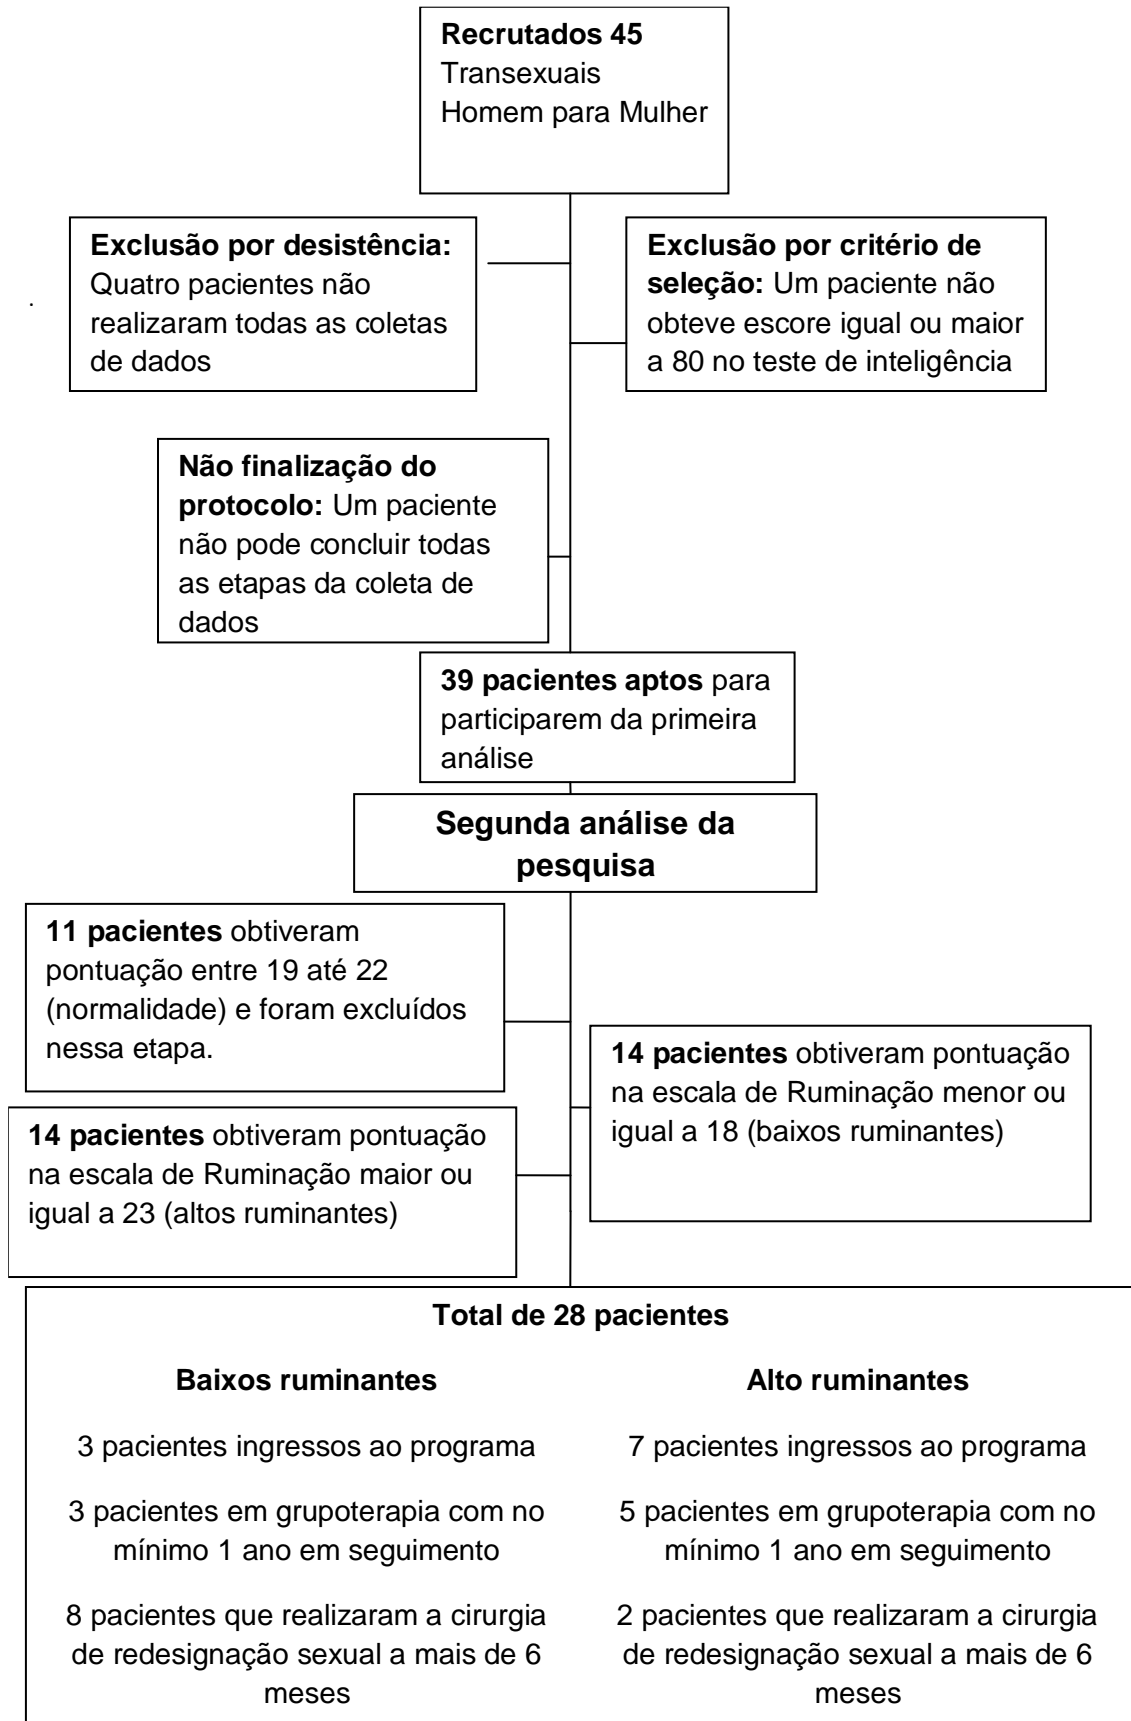 Recrutados 45
Transexuais
Homem para Mulher
Exclusão por desistência:
Quatro pacientes não
realizaram todas as coletas
de dados
Exclusão por critério de
seleção: Um paciente não
obteve escore igual ou maior
a 80 no teste de inteligência
.
Não finalização do
protocolo: Um paciente
não pode concluir todas
as etapas da coleta de
dados
39 pacientes aptos para
participarem da primeira
análise
Segunda análise da
pesquisa
11 pacientes obtiveram
pontuação entre 19 até 22
(normalidade) e foram excluídos
nessa etapa.
14 pacientes obtiveram pontuação
na escala de Ruminação menor ou
igual a 18 (baixos ruminantes)
14 pacientes obtiveram pontuação
na escala de Ruminação maior ou
igual a 23 (altos ruminantes)
Total de 28 pacientes
Baixos ruminantes
3 pacientes ingressos ao programa
3 pacientes em grupoterapia com no
mínimo 1 ano em seguimento
8 pacientes que realizaram a cirurgia
de redesignação sexual a mais de 6
meses
Alto ruminantes
7 pacientes ingressos ao programa
5 pacientes em grupoterapia com no
mínimo 1 ano em seguimento
2 pacientes que realizaram a cirurgia
de redesignação sexual a mais de 6
meses